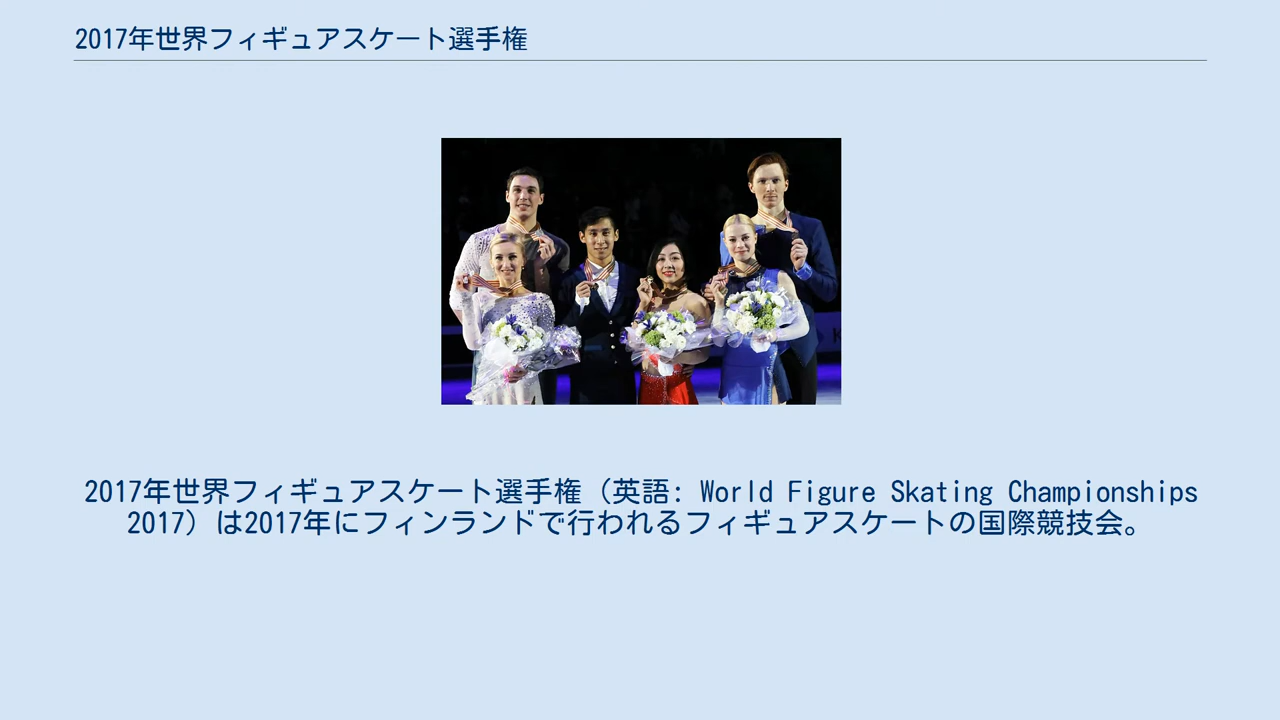 2017年世界フィギュアスケート選手権
2017年世界フィギュアスケート選手権（英語: World Figure Skating Championships
2017）は2017年にフィンランドで行われるフィギュアスケートの国際競技会。